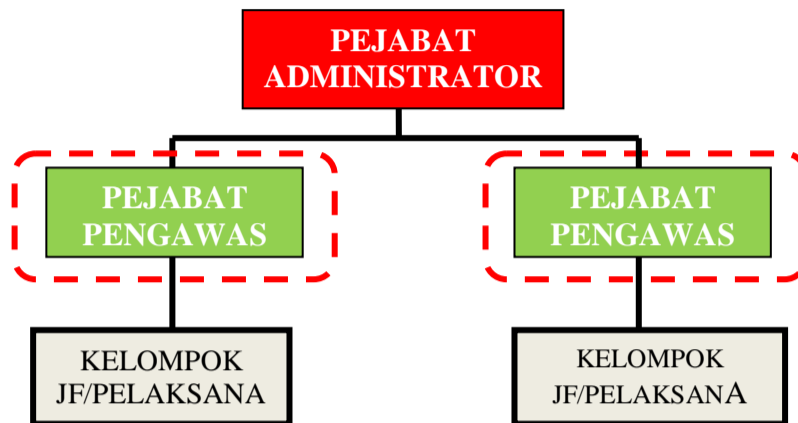 PEJABAT
ADMINISTRATOR
PEJABAT
PENGAWAS
PEJABAT
PENGAWAS
KELOMPOK
JF/PELAKSANA
KELOMPOK
JF/PELAKSANA